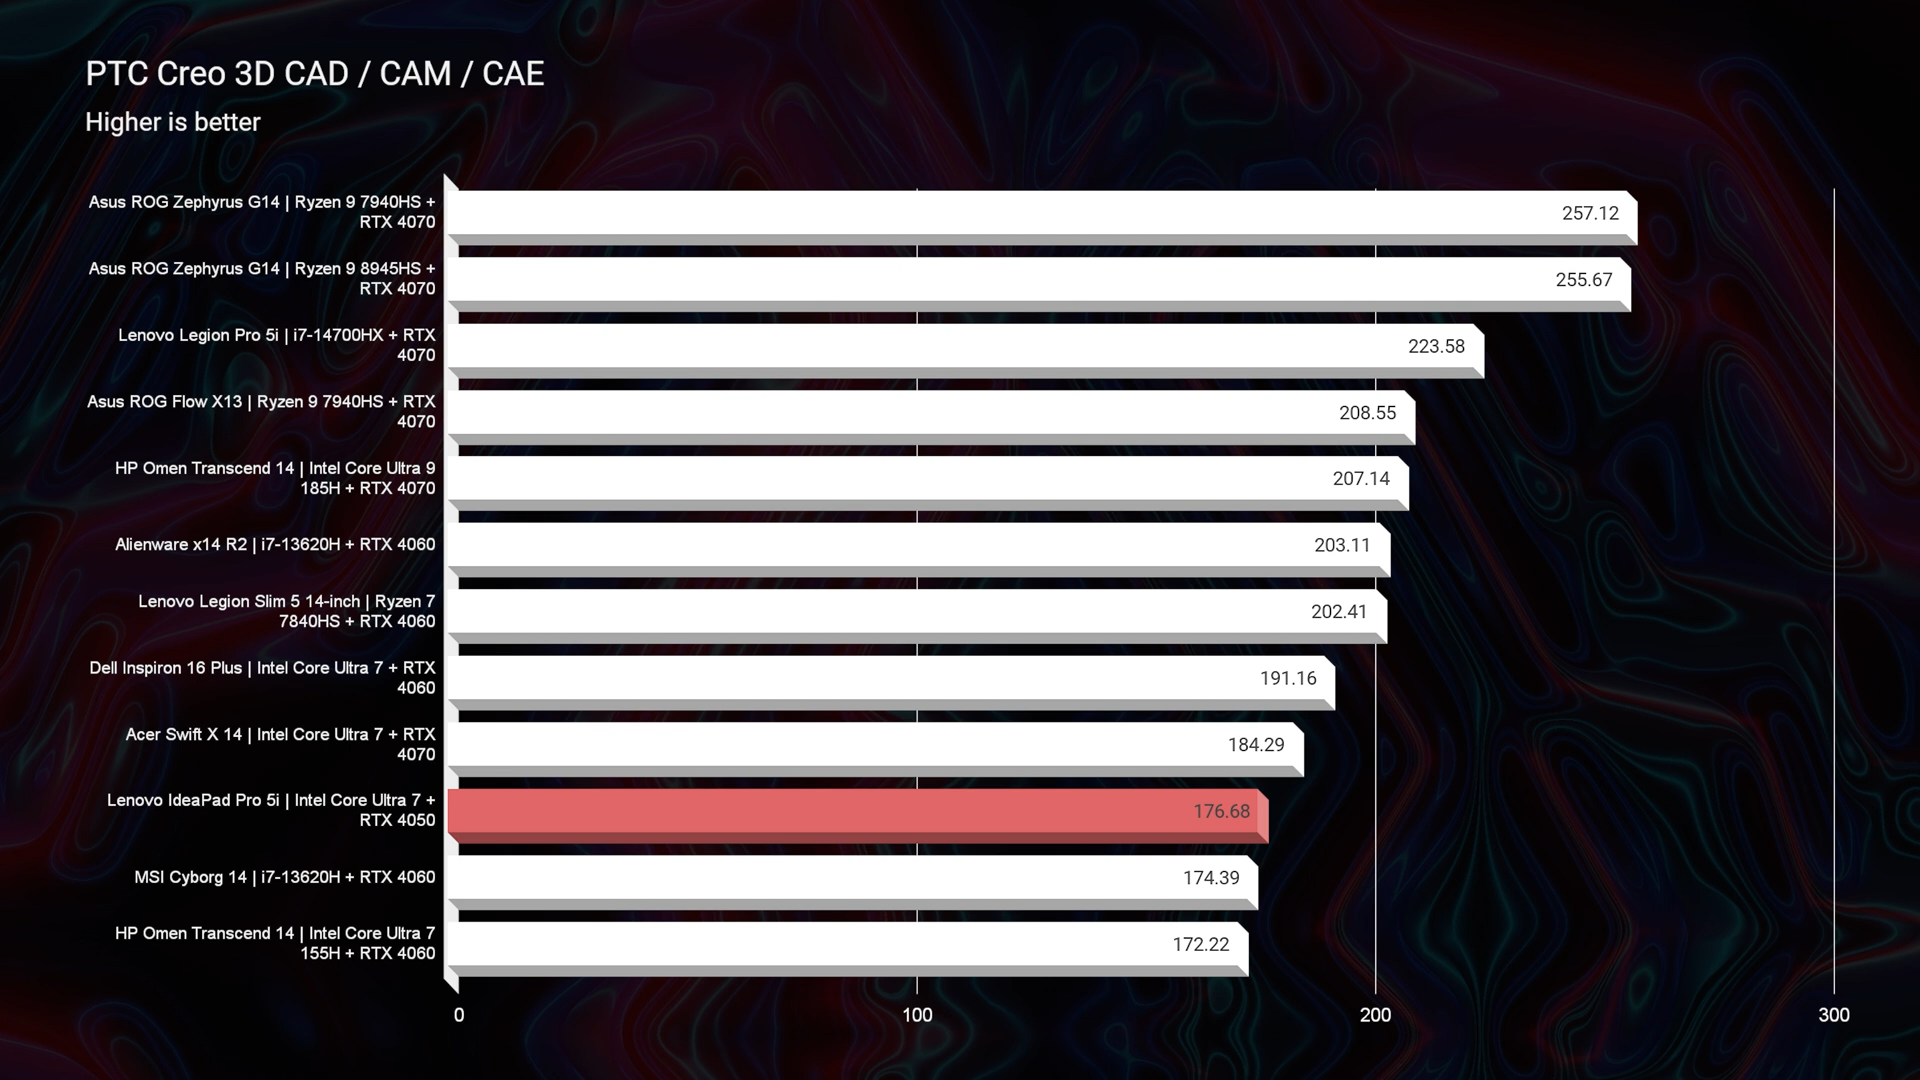 PTC Creo 3D CAD / CAM / CAE
Higher is better
Asus ROG Zephyrus G14 | Ryzen 9 7940HS +
RTX 4070
257.12
Asus ROG Zephyrus G14 | Ryzen 9 8945HS +
RTX 4070
255.67
Lenovo Legion Pro 5i | i7-14700HX + RTX
4070
223.58
Asus ROG Flow X13 | Ryzen 9 7940HS + RTX
4070
208.55
HP Omen Transcend 14 | Intel Core Ultra 9
185H + RTX 4070
207.14
Alienware x14 R2 | i7-13620H + RTX 4060
203.11
Lenovo Legion Slim 5 14-inch | Ryzen 7
7840HS + RTX 4060
202.41
Dell Inspiron 16 Plus | Intel Core Ultra 7 + RTX
4060
191.16
Acer Swift X 14 | Intel Core Ultra 7 + RTX
4070
184.29
Lenovo IdeaPad Pro 5i | Intel Core Ultra 7 +
RTX 4050
176.68
MSI Cyborg 14 | i7-13620H + RTX 4060
174.39
HP Omen Transcend 14 | Intel Core Ultra 7
155H + RTX 4060
172.22
0 100 200 300